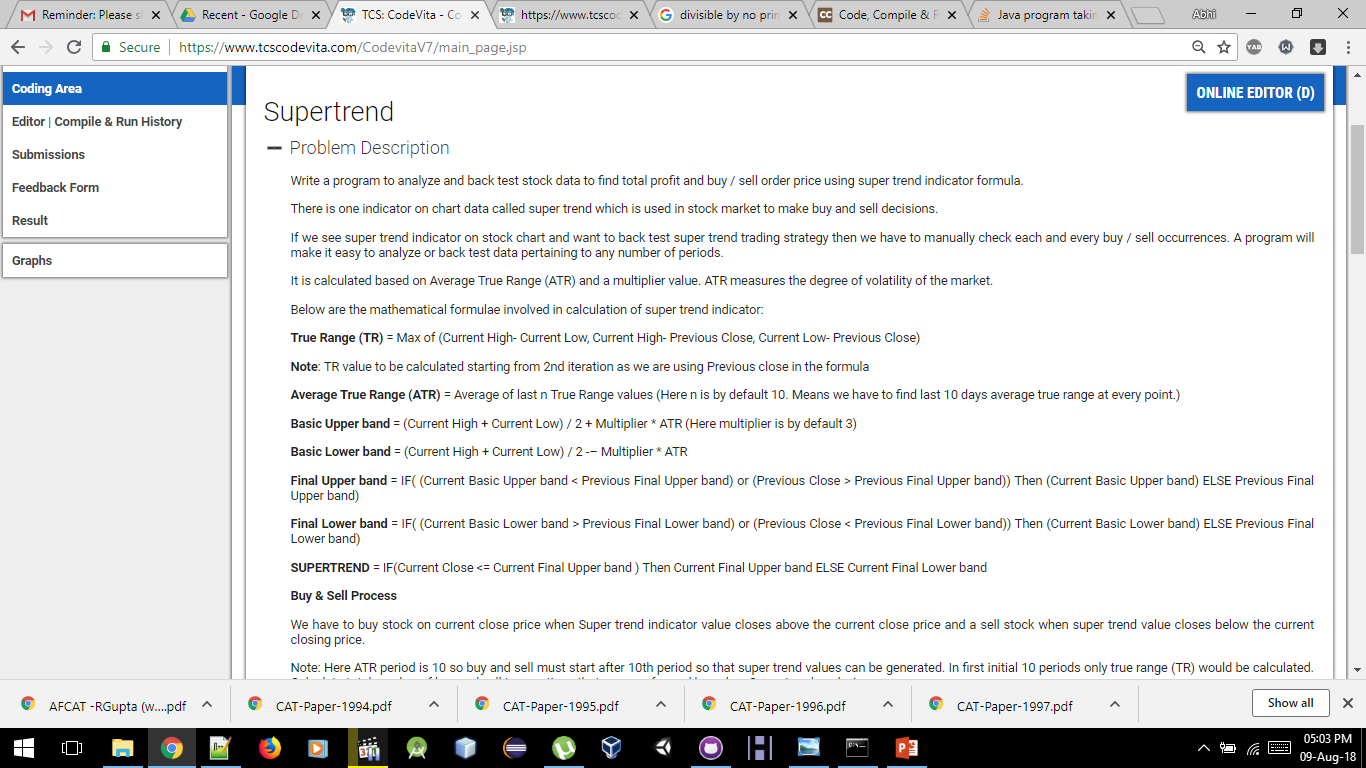 Reminder: Please s
Recent - Google Dr
TCS: CodeVita - Co
https://www.tcscoc
divisible by no prin
Code, Compile & R
Java program takin
Abhi
Secure
https://www.tcscodevita.com/CodevitaV7/main_page.jsp
YAB
W
Coding Area
Editor | Compile & Run History
Submissions
Feedback Form
Result
Graphs
ONLINE EDITOR (D)
Supertrend
Problem Description
Write a program to analyze and back test stock data to find total profit and buy / sell order price using super trend indicator formula.
There is one indicator on chart data called super trend which is used in stock market to make buy and sell decisions.
If we see super trend indicator on stock chart and want to back test super trend trading strategy then we have to manually check each and every buy / sell occurrences. A program will
make it easy to analyze or back test data pertaining to any number of periods.
It is calculated based on Average True Range (ATR) and a multiplier value. ATR measures the degree of volatility of the market.
Below are the mathematical formulae involved in calculation of super trend indicator:
True Range (TR) = Max of (Current High- Current Low, Current High- Previous Close, Current Low- Previous Close)
Note: TR value to be calculated starting from 2nd iteration as we are using Previous close in the formula
Average True Range (ATR) = Average of last n True Range values (Here n is by default 10. Means we have to find last 10 days average true range at every point.)
Basic Upper band = (Current High + Current Low) / 2 + Multiplier * ATR (Here multiplier is by default 3)
Basic Lower band = (Current High + Current Low) / 2 -– Multiplier * ATR
Final Upper band = IF( (Current Basic Upper band < Previous Final Upper band) or (Previous Close > Previous Final Upper band)) Then (Current Basic Upper band) ELSE Previous Final
Upper band)
Final Lower band = IF( (Current Basic Lower band > Previous Final Lower band) or (Previous Close < Previous Final Lower band)) Then (Current Basic Lower band) ELSE Previous Final
Lower band)
SUPERTREND = IF(Current Close <= Current Final Upper band ) Then Current Final Upper band ELSE Current Final Lower band
Buy & Sell Process
We have to buy stock on current close price when Super trend indicator value closes above the current close price and a sell stock when super trend value closes below the current
closing price.
Note: Here ATR period is 10 so buy and sell must start after 10th period so that super trend values can be generated. In first initial 10 periods only true range (TR) would be calculated.
AFCAT -RGupta (w....pdf
CAT-Paper-1994.pdf
CAT-Paper-1995.pdf
CAT-Paper-1996.pdf
CAT-Paper-1997.pdf
Show all
05:03 PM
09-Aug-18